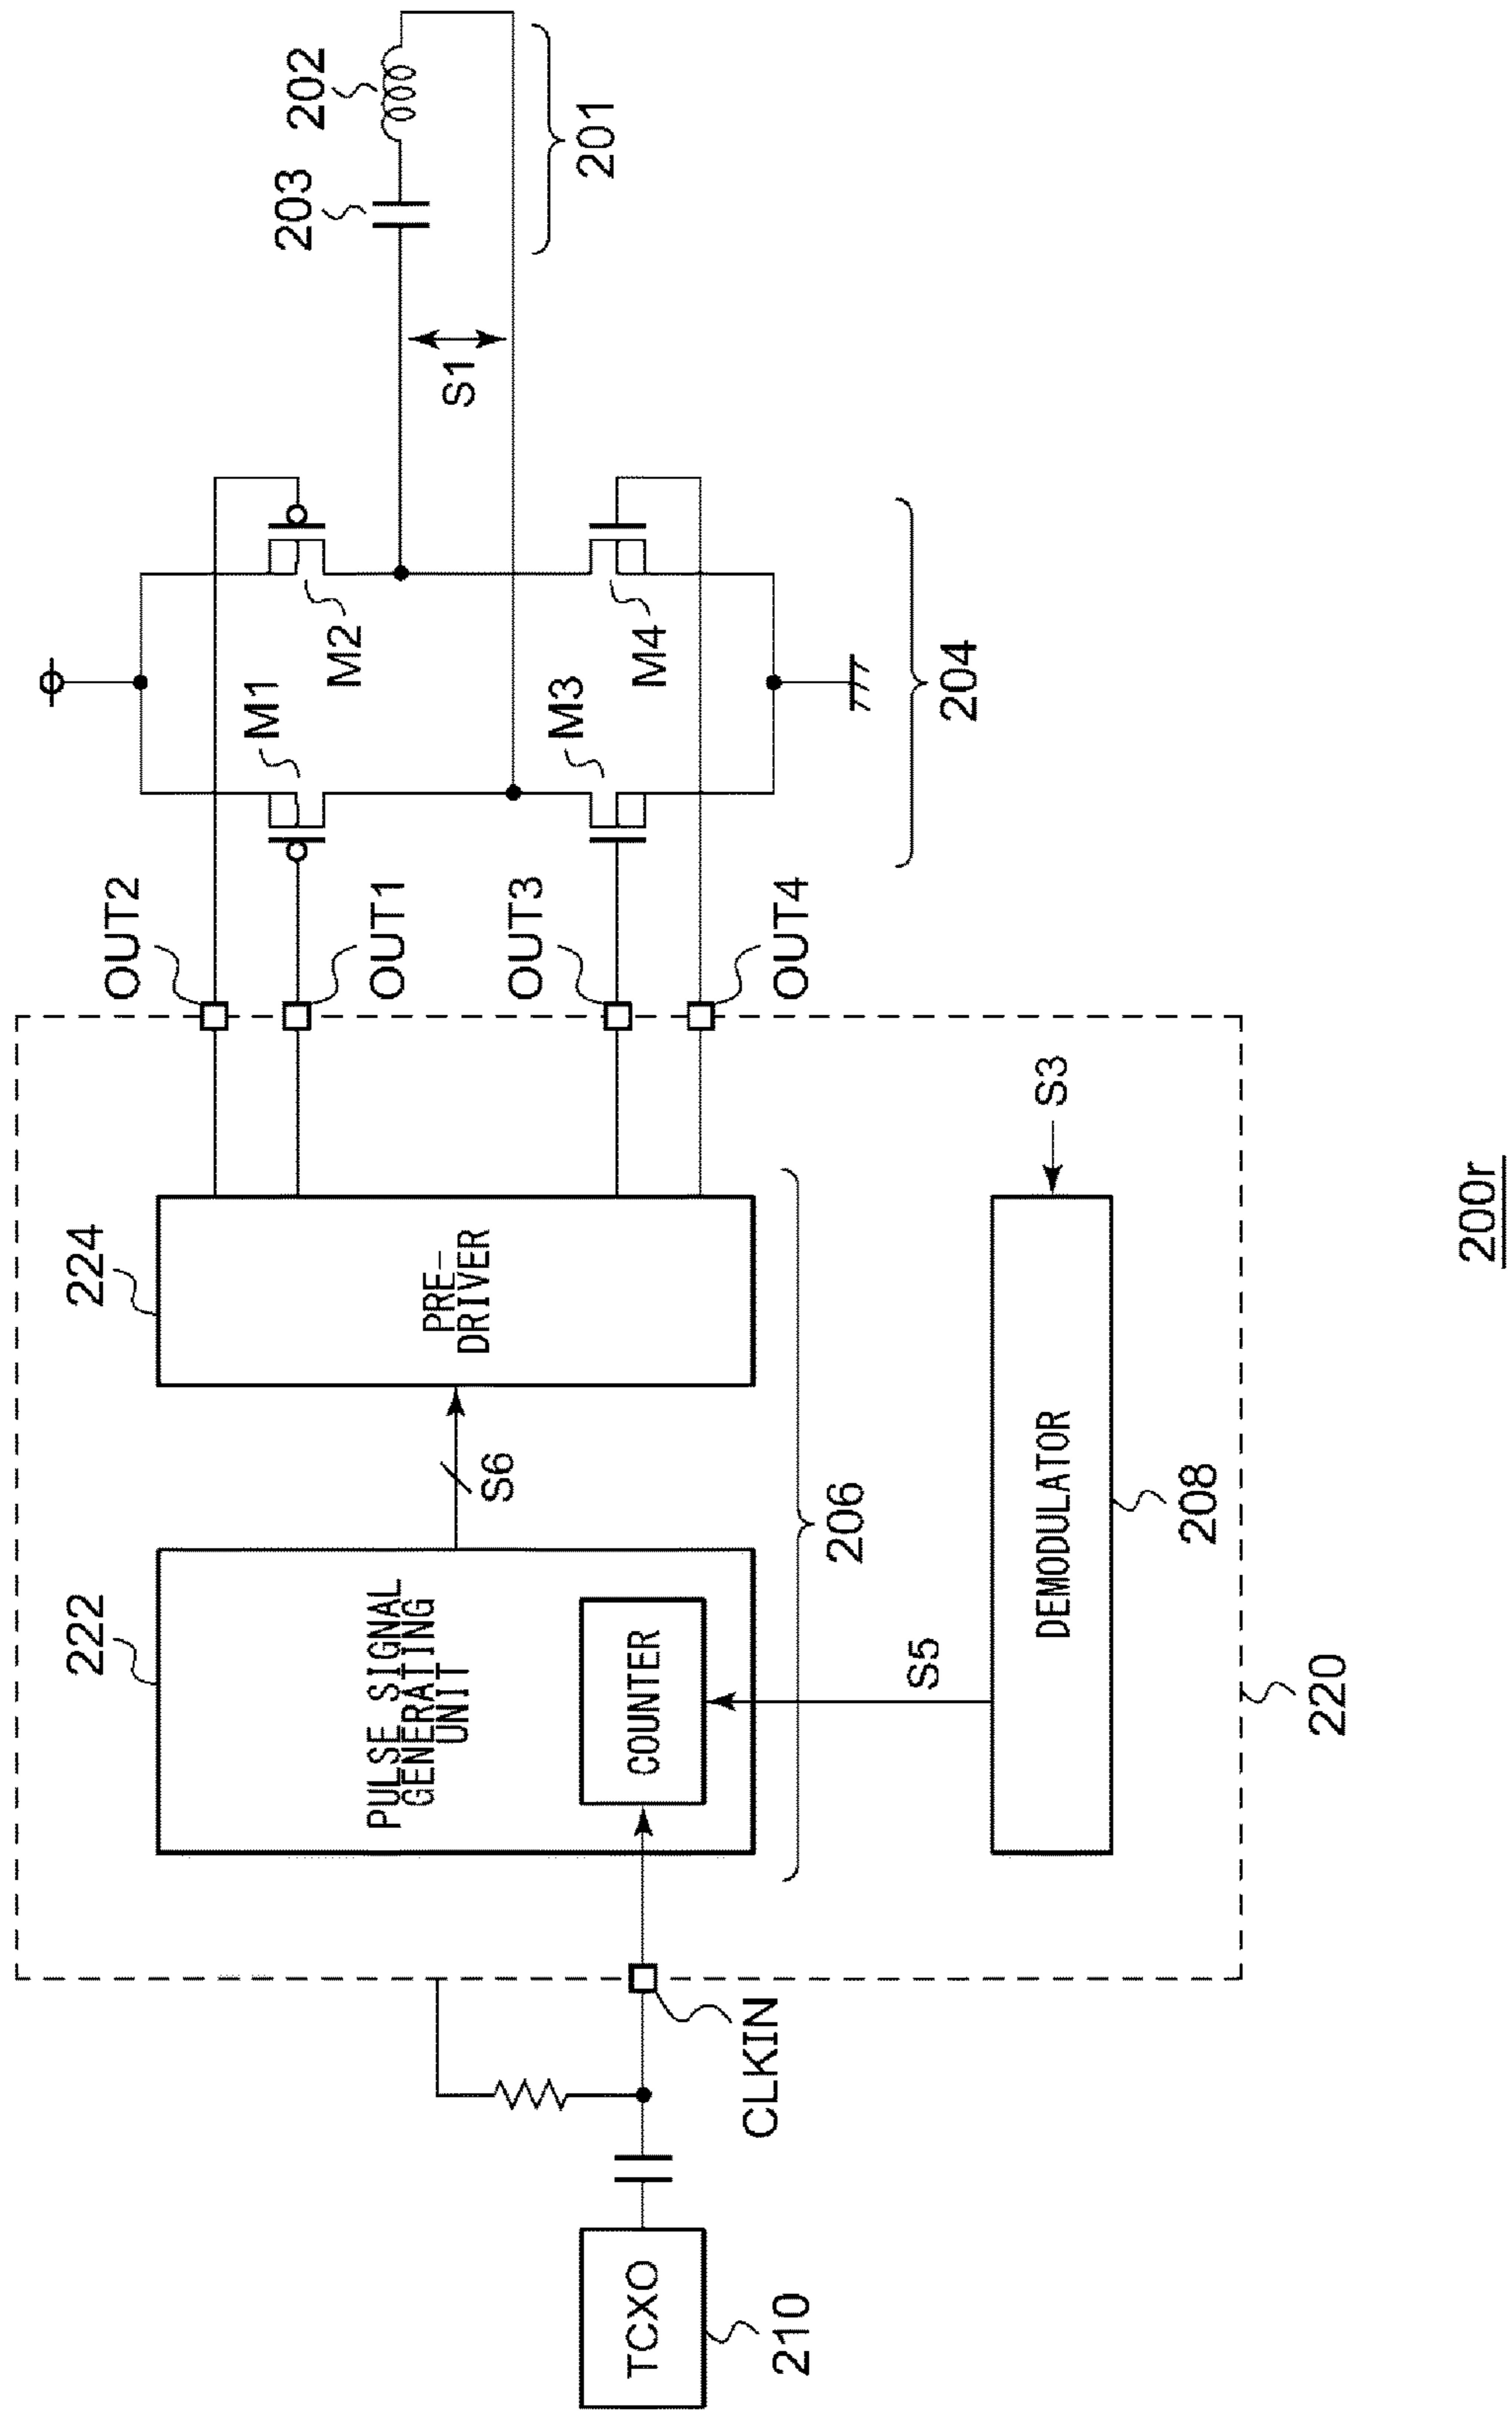 202
203
201
S1
OUT2
OUT1
OUT3
OUT4
M1
M2
M3
M4
204
224
222
PRE-
DRIVER
S6
PULSE SIGNAL
GENERATING
UNIT
COUNTER
206
S5
S3
DEMODULATOR
208
220
CLKIN
TCXO
210
200r